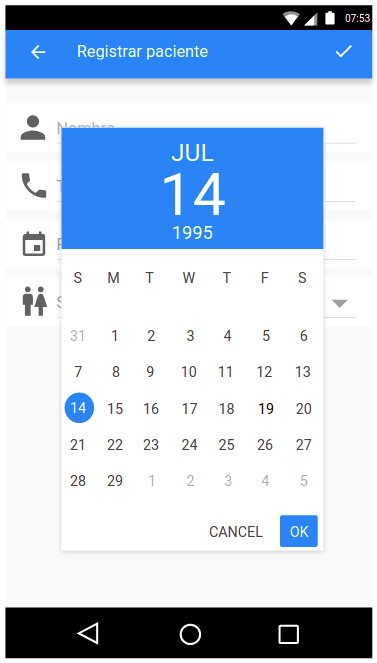 07:53
Registrar paciente
Nombre
JUL
14
1995
S M T W T F S
31 1 2 3 4 5 6
7 8 9 10 11 12 13
14 15 16 17 18 19 20
21 22 23 24 25 26 27
28 29 1 2 3 4 5
CANCEL OK